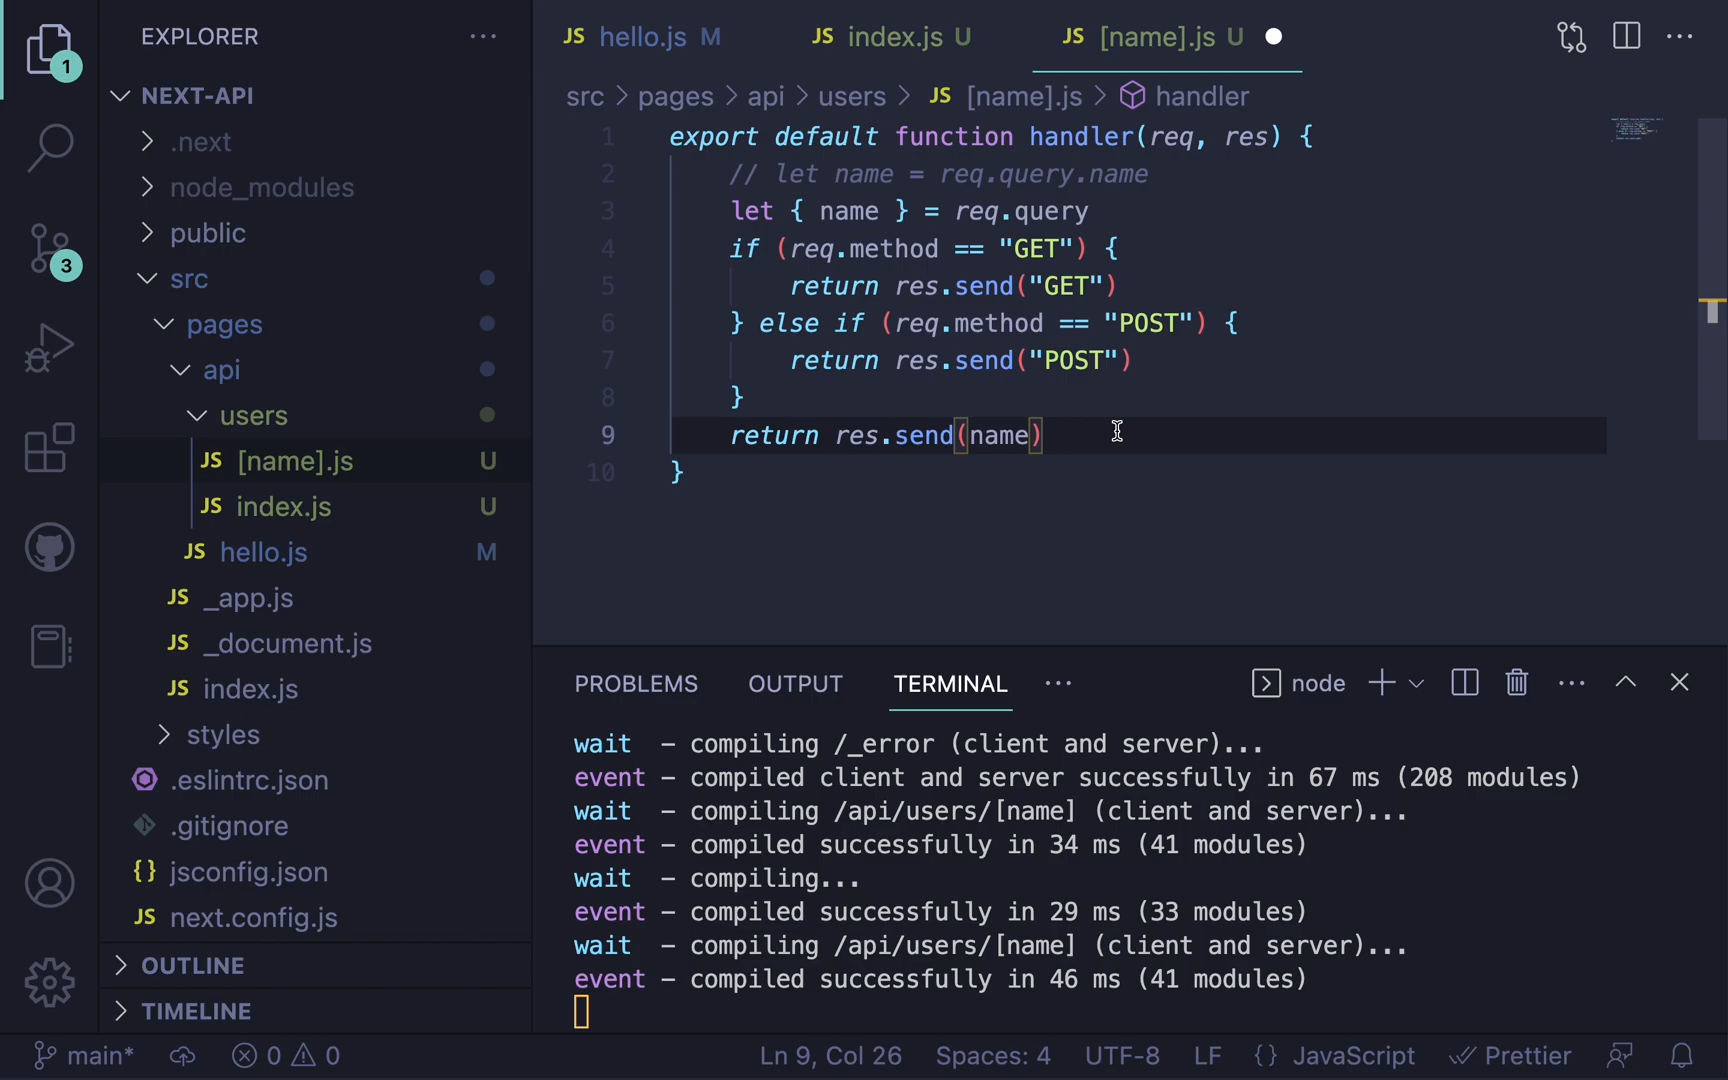 1
3
EXPLORER
NEXT-API
.next
node_modules
public
src
pages
api
users
JS [name].js U
JS index.js U
JS hello.js M
JS _app.js
JS _document.js
JS index.js
styles
.eslintrc.json
.gitignore
{} jsconfig.json
JS next.config.js
OUTLINE
TIMELINE
JS hello.js M JS index.js U JS [name].js U
src > pages > api > users > JS [name].js > handler
1 export default function handler(req, res) {
2 // let name = req.query.name
3 let { name } = req.query
4 if (req.method == "GET") {
5 return res.send("GET")
6 } else if (req.method == "POST") {
7 return res.send("POST")
8 }
9 return res.send(name)
10 }
PROBLEMS OUTPUT TERMINAL ··· node
wait – compiling /_error (client and server)...
event – compiled client and server successfully in 67 ms (208 modules)
wait – compiling /api/users/[name] (client and server)...
event – compiled successfully in 34 ms (41 modules)
wait – compiling...
event – compiled successfully in 29 ms (33 modules)
wait – compiling /api/users/[name] (client and server)...
event – compiled successfully in 46 ms (41 modules)
main* 0 0 Ln 9, Col 26 Spaces: 4 UTF-8 LF {} JavaScript Prettier